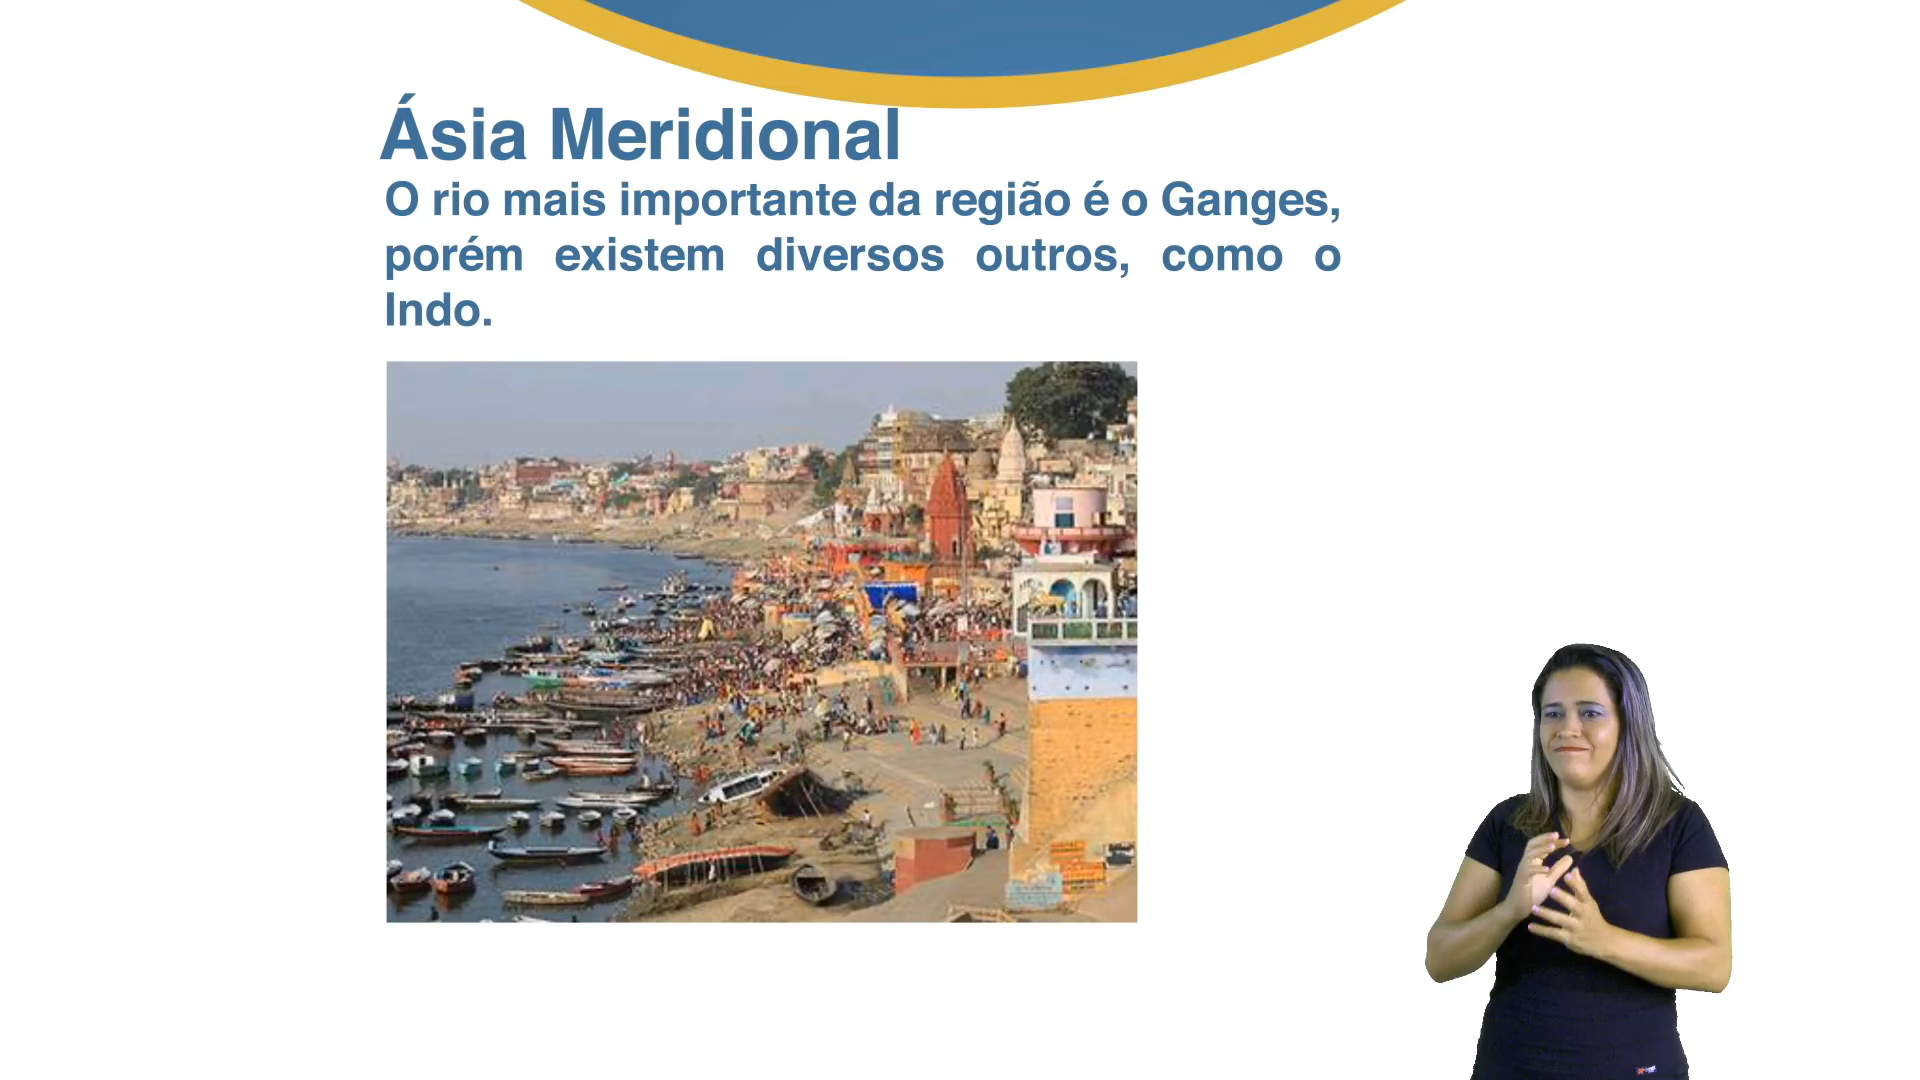 Ásia Meridional
O rio mais importante da região é o Ganges,
porém existem diversos outros, como o
Indo.